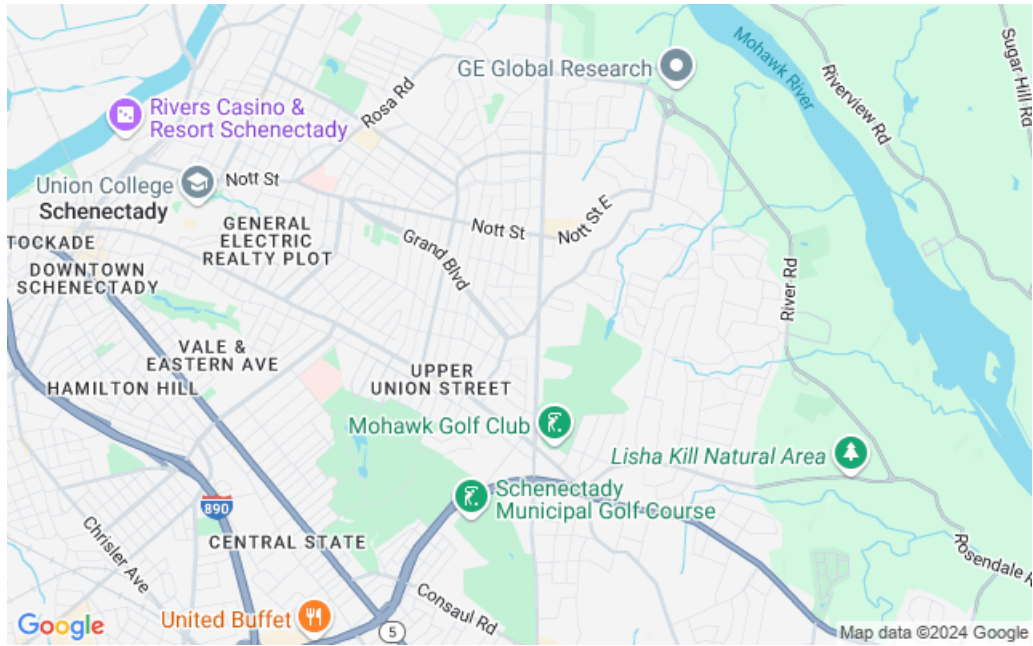 GE Global Research
Mohawk River
Riverview Rd
Sugar Hill Rd
Rivers Casino &
Resort Schenectady
Rosa Rd
Union College
Schenectady
Nott St
GENERAL
ELECTRIC
REALTY PLOT
TOCKADE
DOWNTOWN
SCHENECTADY
Grand Blvd
Nott St
Nott St E
River Rd
VALE &
EASTERN AVE
HAMILTON HILL
UPPER
UNION STREET
Mohawk Golf Club
Lisha Kill Natural Area
Schenectady
Municipal Golf Course
890
Chrisler Ave
CENTRAL STATE
Rosendale R
Consaul Rd
United Buffet
5
Google
Map data ©2024 Google